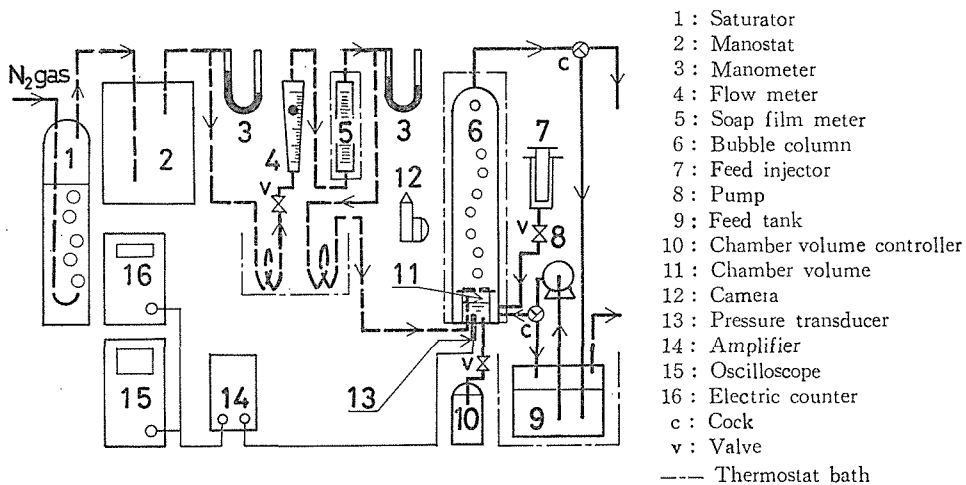 N₂gas
1
2
3
4
5
3
6
7
12
v
c
16
11
8
v
v
c
15
14
13
10
9
1 : Saturator
2 : Manostat
3 : Manometer
4 : Flow meter
5 : Soap film meter
6 : Bubble column
7 : Feed injector
8 : Pump
9 : Feed tank
10 : Chamber volume controller
11 : Chamber volume
12 : Camera
13 : Pressure transducer
14 : Amplifier
15 : Oscilloscope
16 : Electric counter
c : Cock
v : Valve
—·— Thermostat bath